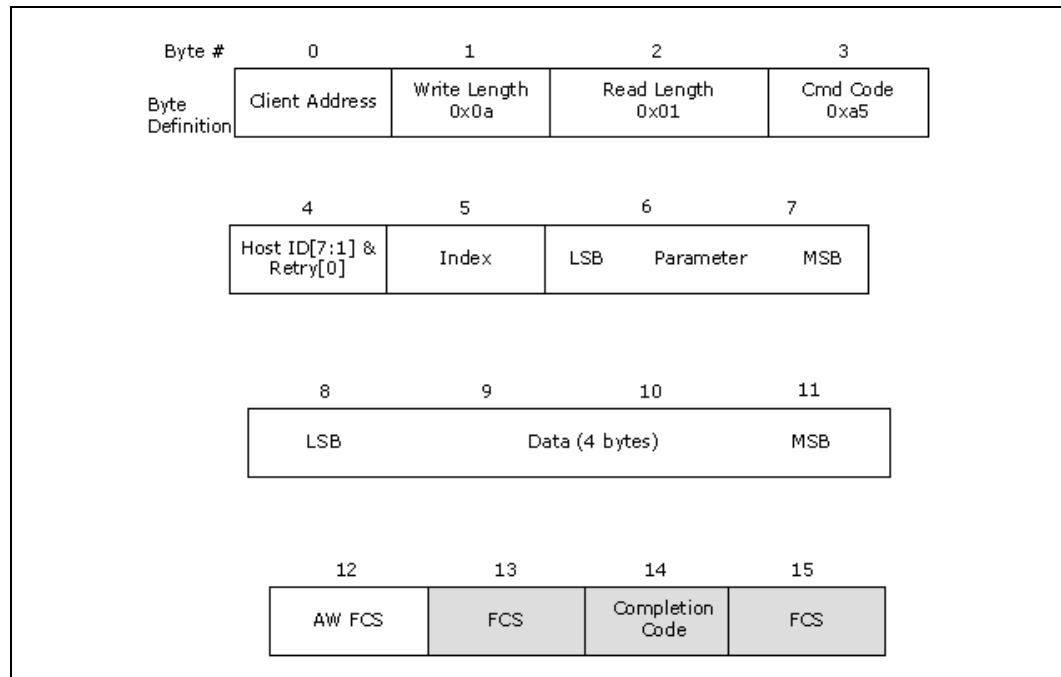 Byte # 0 1 2 3
Byte Definition
Client Address
Write Length
0x0a
Read Length
0x01
Cmd Code
0xa5
4 5 6 7
Host ID[7:1] &
Retry[0]
Index
LSB Parameter MSB
8 9 10 11
LSB Data (4 bytes) MSB
12 13 14 15
AW FCS
FCS
Completion
Code
FCS